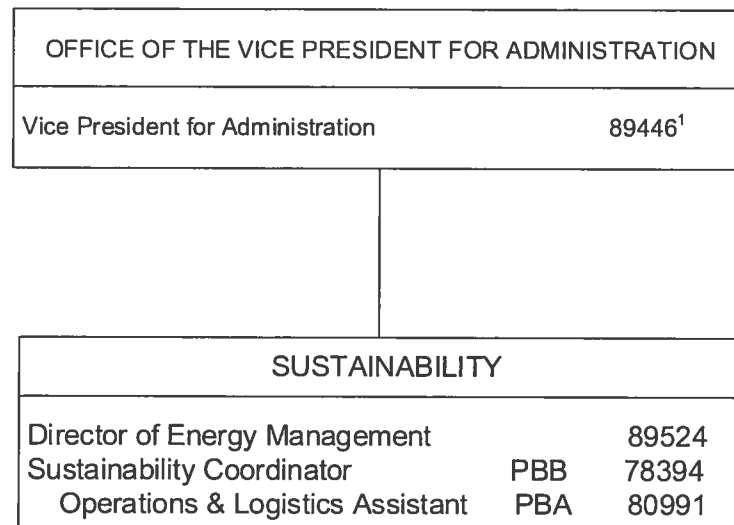 OFFICE OF THE VICE PRESIDENT FOR ADMINISTRATION
Vice President for Administration 89446¹
SUSTAINABILITY
Director of Energy Management 89524
Sustainability Coordinator PBB 78394
Operations & Logistics Assistant PBA 80991